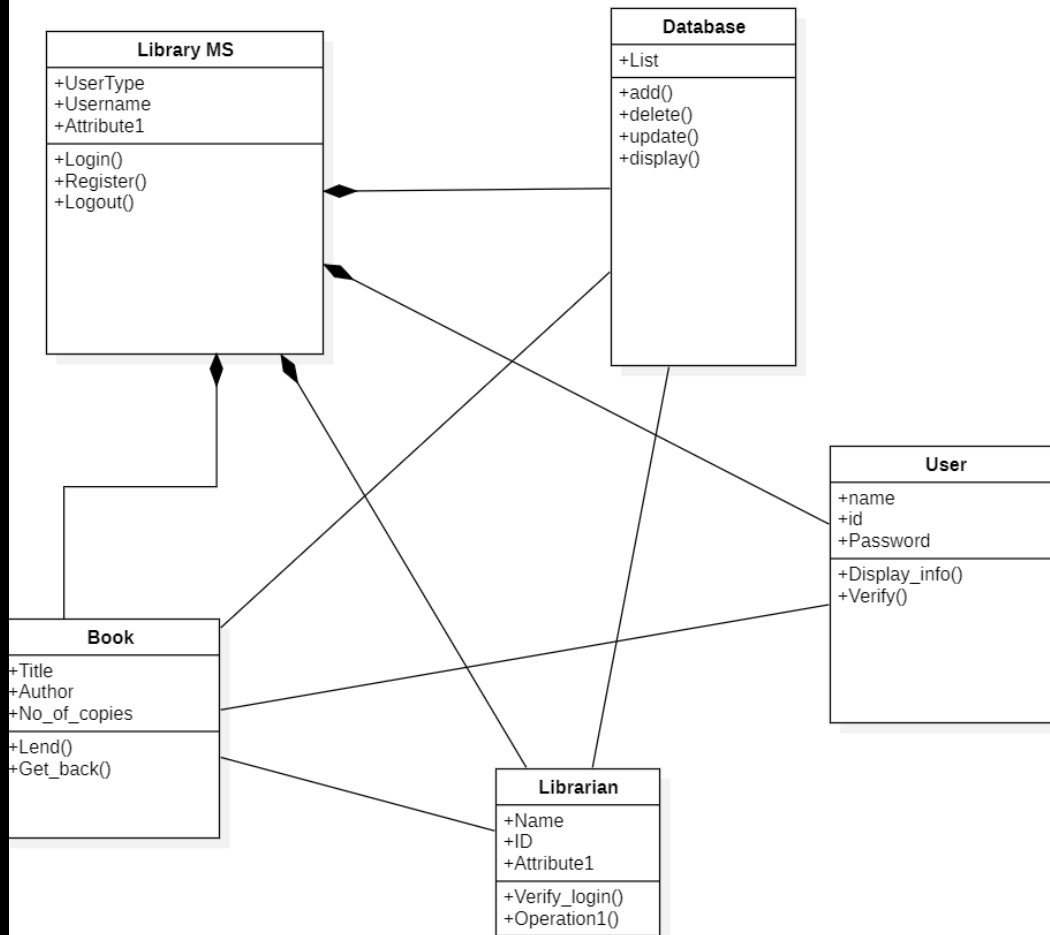 Library MS
+UserType
+Username
+Attribute1
+Login()
+Register()
+Logout()
Database
+List
+add()
+delete()
+update()
+display()
User
+name
+id
+Password
+Display_info()
+Verify()
Book
+Title
+Author
+No_of_copies
+Lend()
+Get_back()
Librarian
+Name
+ID
+Attribute1
+Verify_login()
+Operation1()